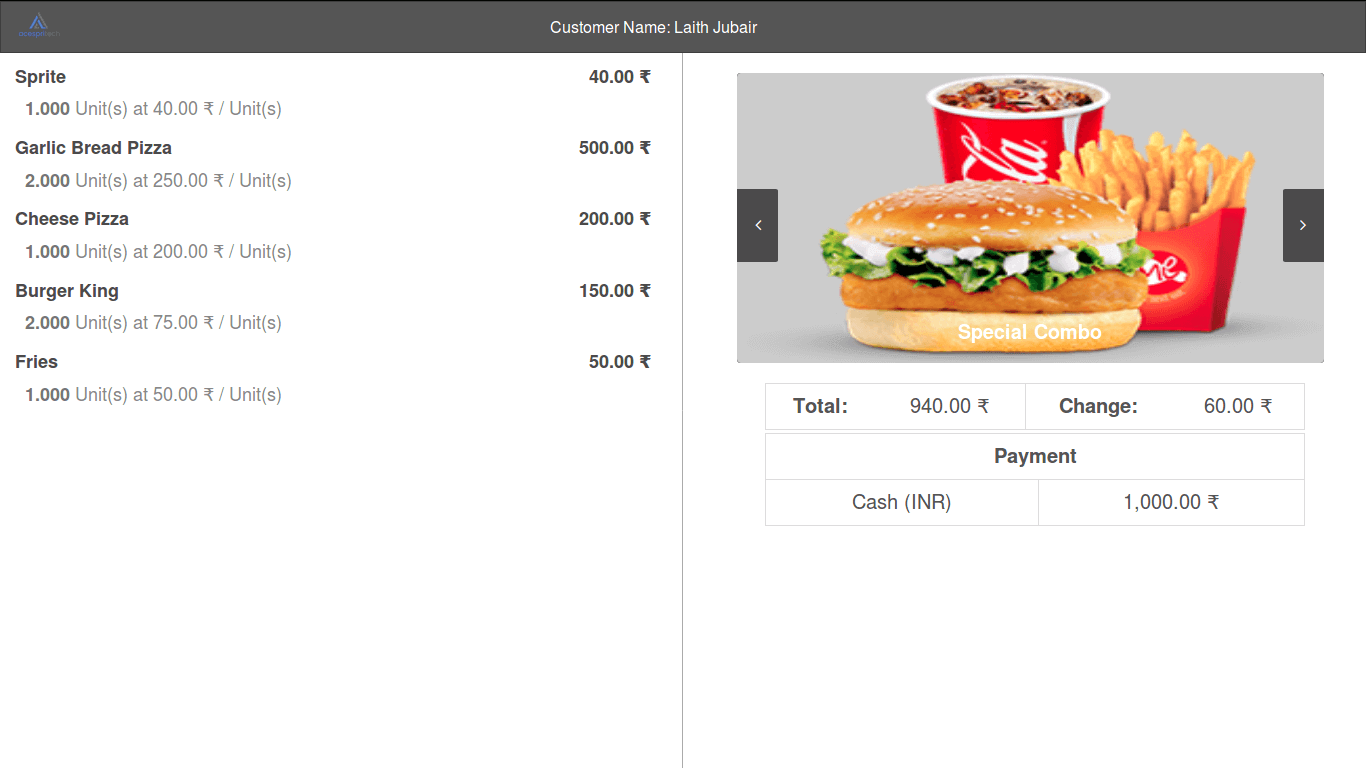 Customer Name: Laith Jubair
Sprite 40.00 ₹
1.000 Unit(s) at 40.00 ₹ / Unit(s)
Garlic Bread Pizza 500.00 ₹
2.000 Unit(s) at 250.00 ₹ / Unit(s)
Cheese Pizza 200.00 ₹
1.000 Unit(s) at 200.00 ₹ / Unit(s)
Burger King 150.00 ₹
2.000 Unit(s) at 75.00 ₹ / Unit(s)
Fries 50.00 ₹
1.000 Unit(s) at 50.00 ₹ / Unit(s)
Special Combo
Total: 940.00 ₹ Change: 60.00 ₹
Payment
Cash (INR) 1,000.00 ₹